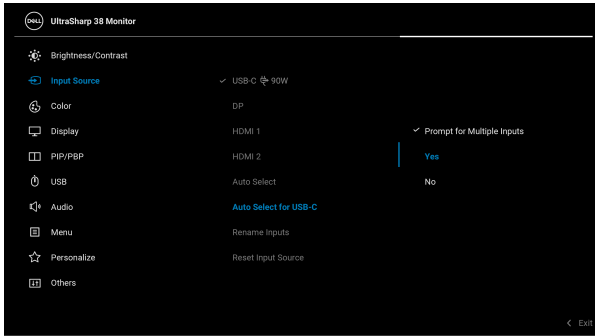 DELL UltraSharp 38 Monitor
Brightness/Contrast
Input Source
USB-C 90W
Color
DP
Display
HDMI 1
Prompt for Multiple Inputs
PIP/PBP
HDMI 2
Yes
USB
Auto Select
No
Audio
Auto Select for USB-C
Menu
Rename Inputs
Personalize
Reset Input Source
Others
Exit